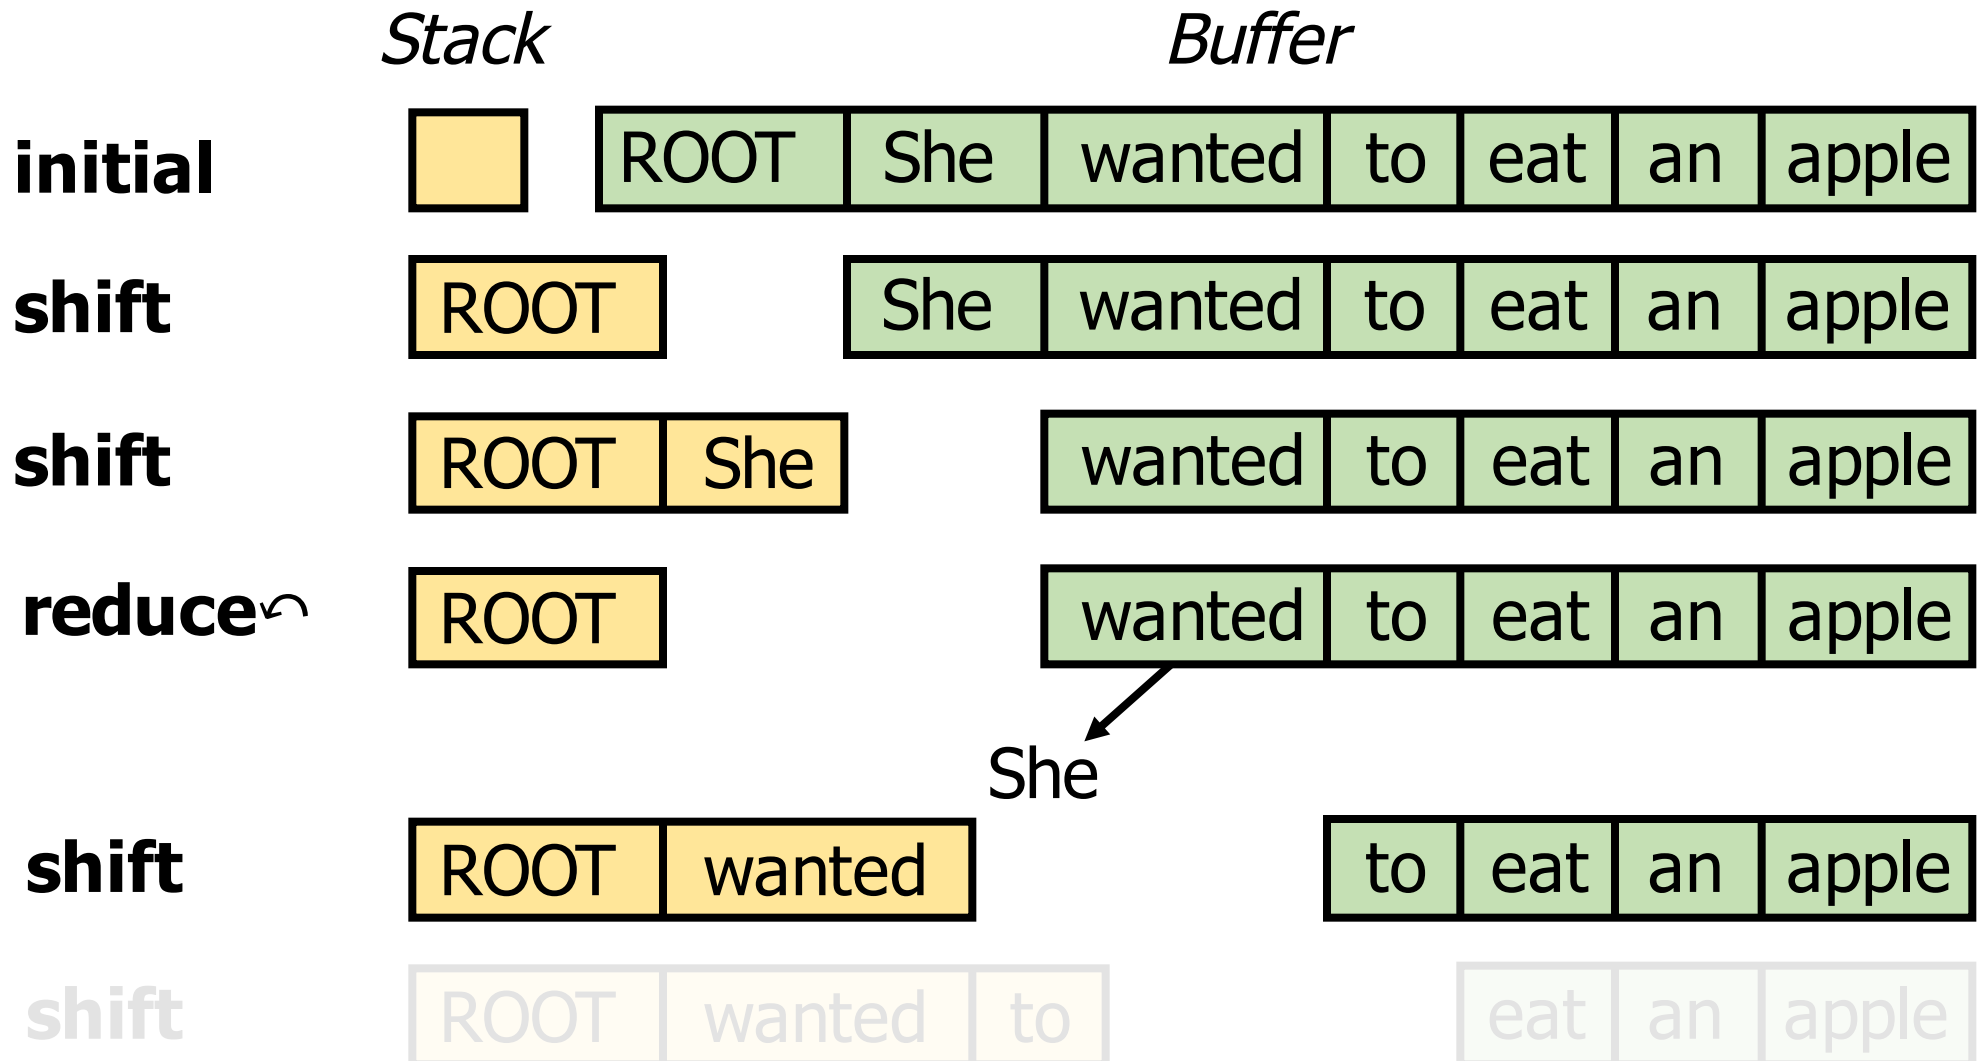 Stack Buffer
initial ROOT She wanted to eat an apple
shift ROOT She wanted to eat an apple
shift ROOT She wanted to eat an apple
reduce ROOT wanted to eat an apple
She
shift ROOT wanted to eat an apple
shift ROOT wanted to eat an apple